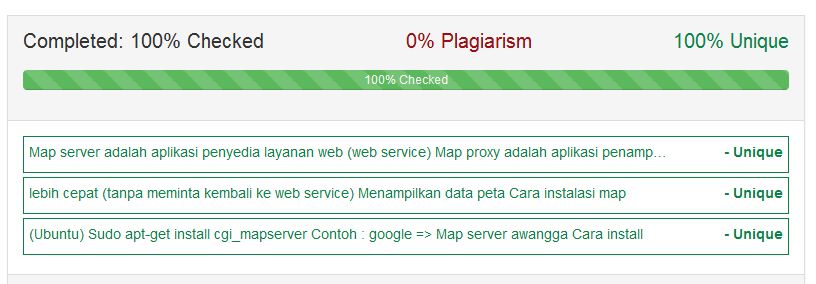 Completed: 100% Checked 0% Plagiarism 100% Unique
100% Checked
Map server adalah aplikasi penyedia layanan web (web service) Map proxy adalah aplikasi penamp... - Unique
lebih cepat (tanpa meminta kembali ke web service) Menampilkan data peta Cara instalasi map - Unique
(Ubuntu) Sudo apt-get install cgi_mapserver Contoh : google => Map server awangga Cara install - Unique